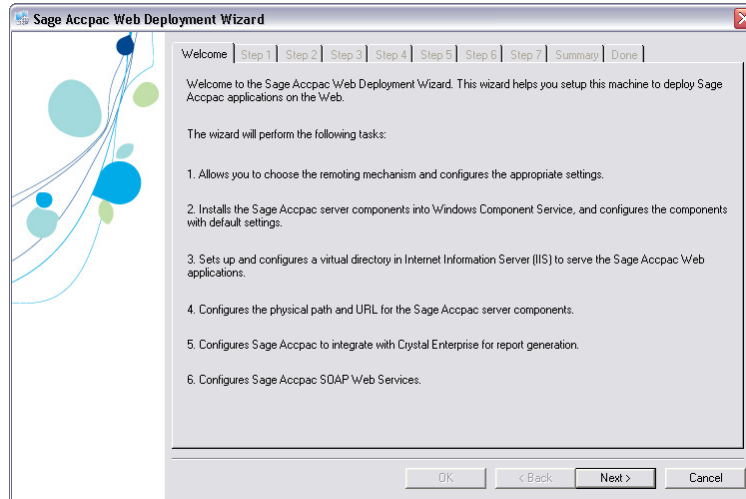 Sage Accpac Web Deployment Wizard
Welcome Step 1 Step 2 Step 3 Step 4 Step 5 Step 6 Step 7 Summary Done
Welcome to the Sage Accpac Web Deployment Wizard. This wizard helps you setup this machine to deploy Sage
Accpac applications on the Web.
The wizard will perform the following tasks:
1. Allows you to choose the remoting mechanism and configures the appropriate settings.
2. Installs the Sage Accpac server components into Windows Component Service, and configures the components
with default settings.
3. Sets up and configures a virtual directory in Internet Information Server (IIS) to serve the Sage Accpac Web
applications.
4. Configures the physical path and URL for the Sage Accpac server components.
5. Configures Sage Accpac to integrate with Crystal Enterprise for report generation.
6. Configures Sage Accpac SOAP Web Services.
OK < Back Next > Cancel